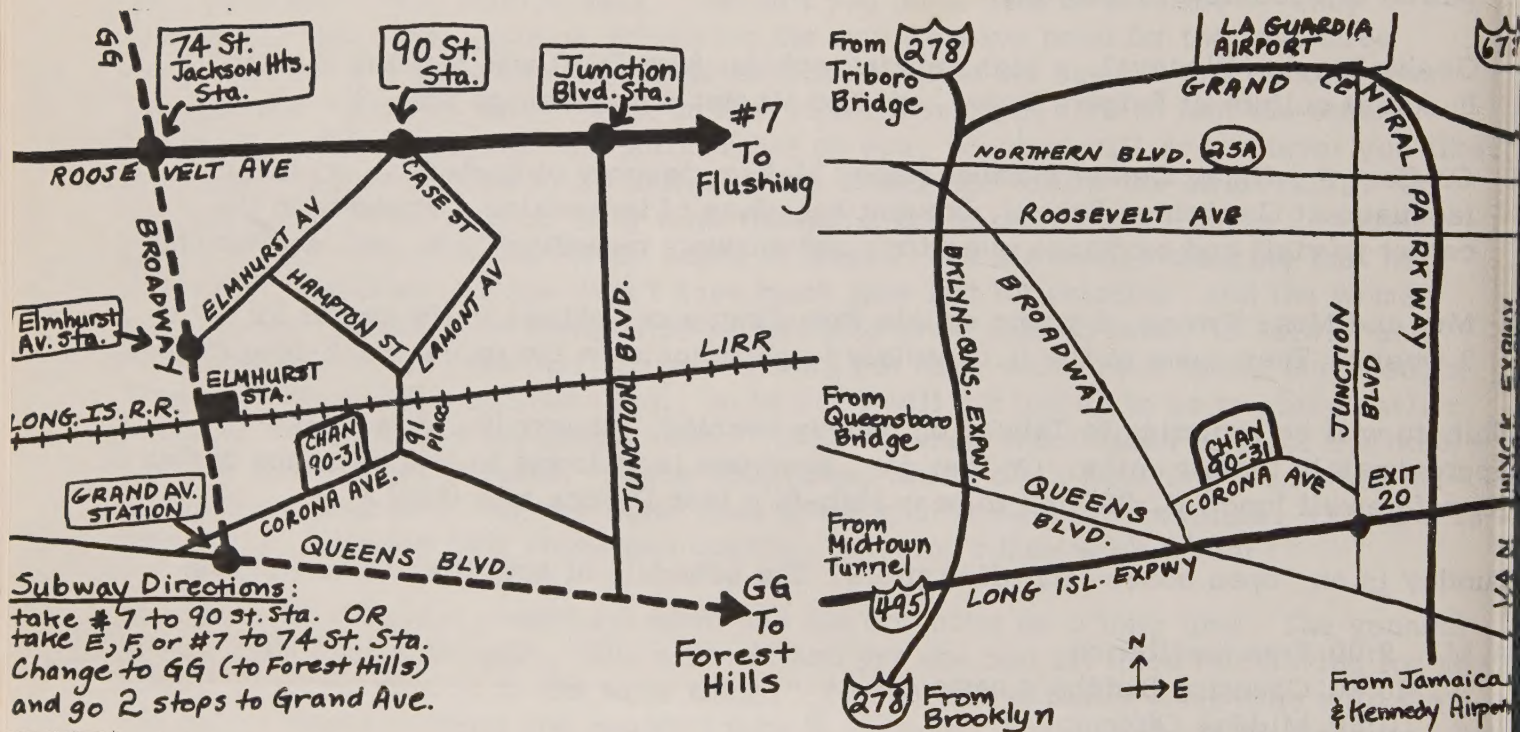 GG
74 St.
Jackson Hts.
Sta.
90 St.
Sta.
Junction
Blvd. Sta.
#7
To
Flushing
ROOSEVELT AVE
BROADWAY
ELMHURST AV
CASE ST
HAMPTON ST
LAMONT AV
Elmhurst
Av. Sta.
ELMHURST
STA.
LONG. IS. R.R.
LIRR
JUNCTION BLVD.
CHAN
90-31
91
Place
GRAND AV.
STATION
CORONA AVE.
QUEENS BLVD.
GG
To
Forest
Hills
Subway Directions:
take #7 to 90 St. Sta. OR
take E, F, or #7 to 74 St. Sta.
Change to GG (to Forest Hills)
and go 2 stops to Grand Ave.
From
Triboro
Bridge
278
LA GUARDIA
AIRPORT
GRAND CENTRAL PARKWAY
67
NORTHERN BLVD. 25A
ROOSEVELT AVE
BKLYN-QNS. EXPWY.
BROADWAY
JUNCTION
BLVD
From
Queensboro
Bridge
CHAN
90-31
CORONA AVE
EXIT
20
QUEENS
BLVD.
From
Midtown
Tunnel
495
LONG ISL. EXPWY
VAN WYCK EXPWY
278
From
Brooklyn
N
E
From Jamaica
& Kennedy Airport